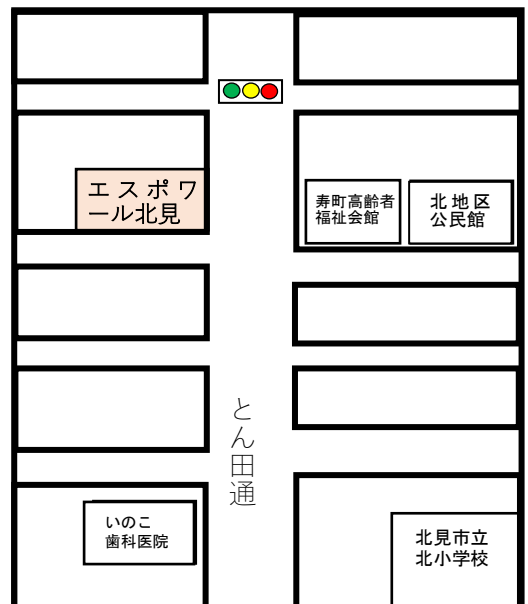 エスポワ
ール北見
寿町高齢者
福祉会館
北地区
公民館
とん田通
いのこ
歯科医院
北見市立
北小学校